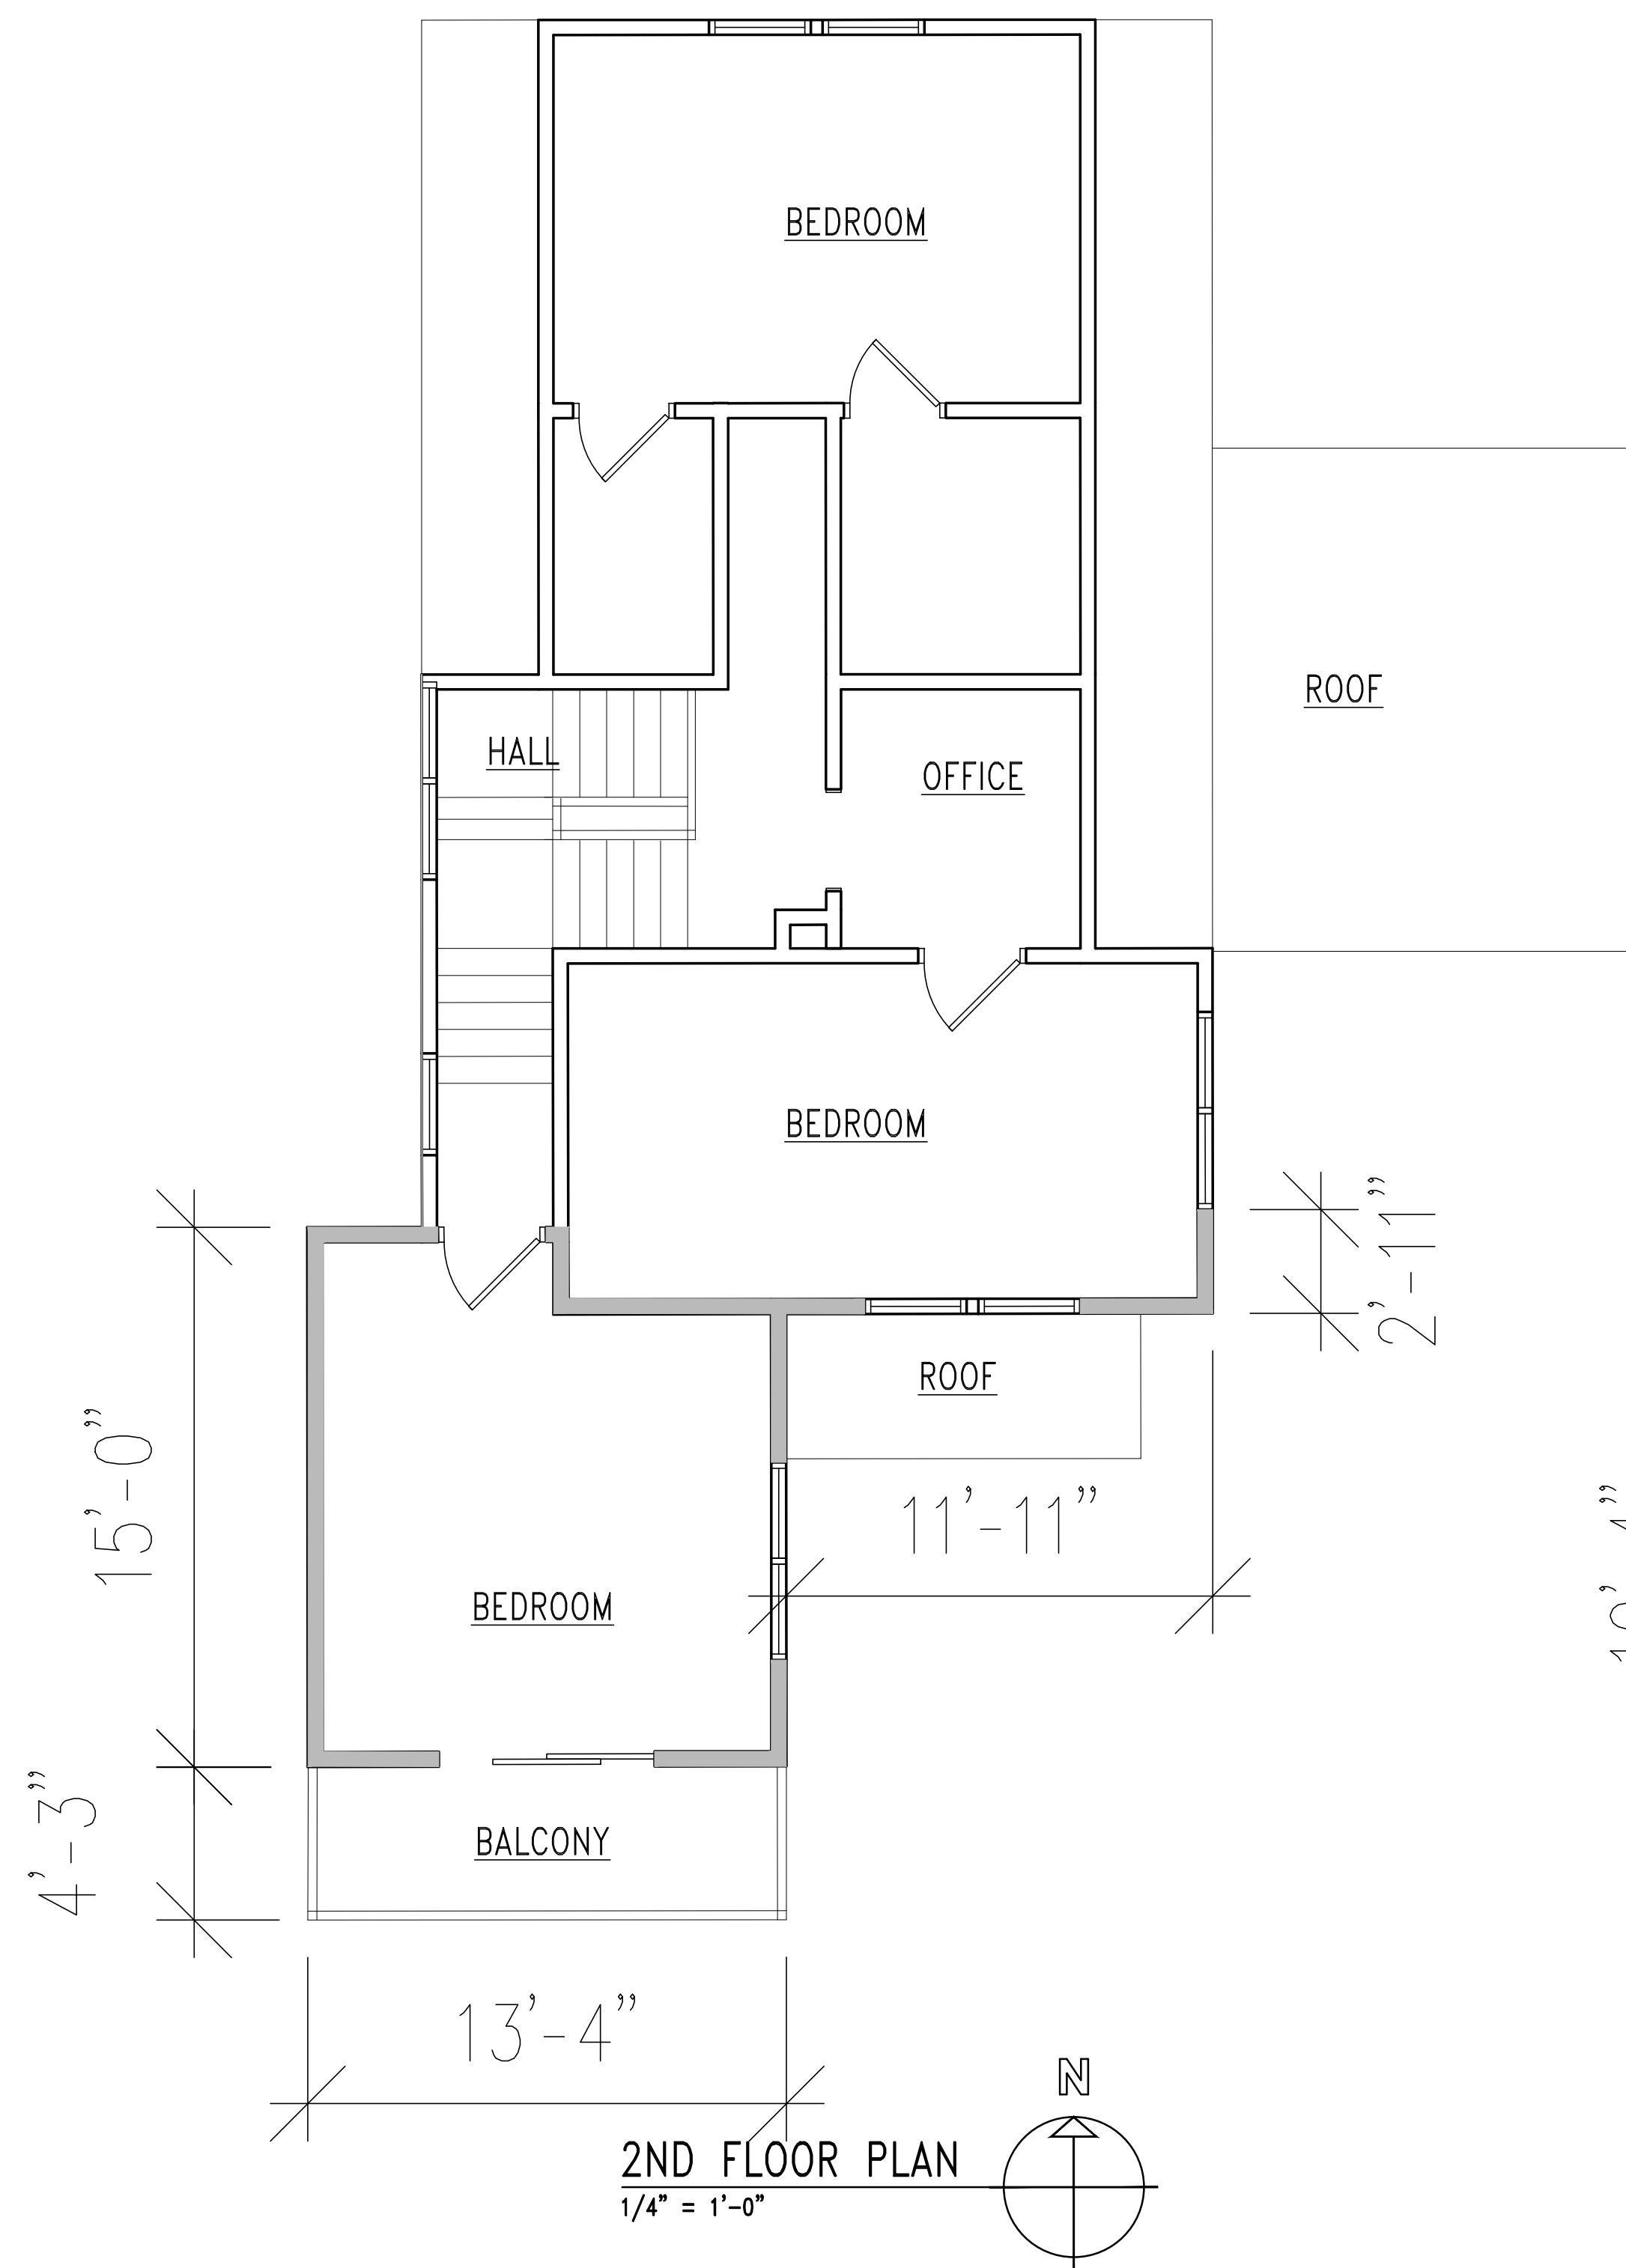 BEDROOM
ROOF
HALL
OFFICE
BEDROOM
2'-11"
ROOF
15'-0"
11'-11"
BEDROOM
4'-3"
BALCONY
13'-4"
N
2ND FLOOR PLAN
1/4" = 1'-0"